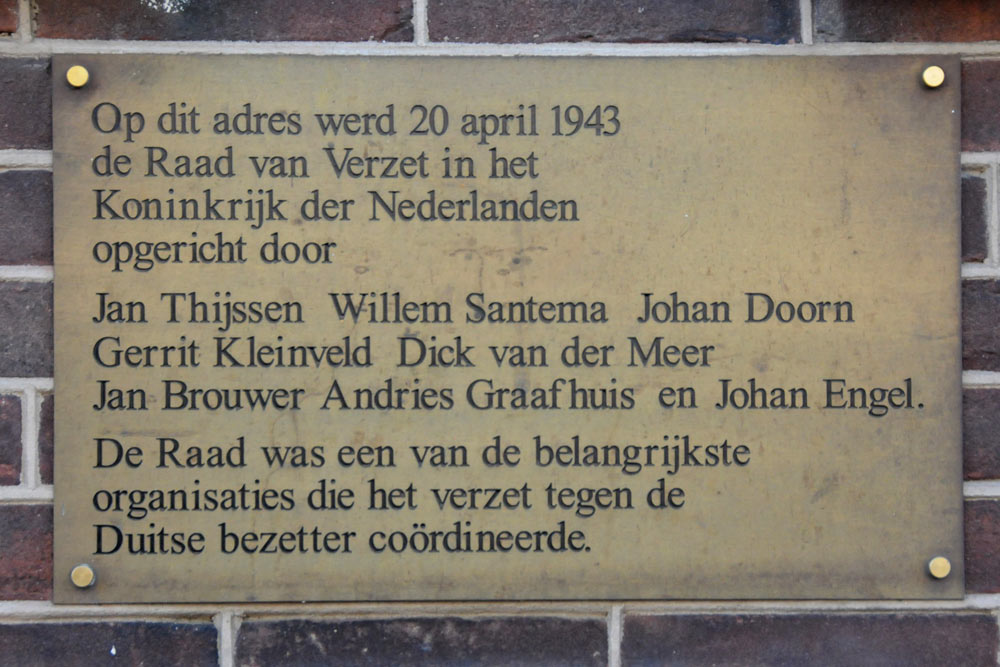 Op dit adres werd 20 april 1943
de Raad van Verzet in het
Koninkrijk der Nederlanden
opgericht door
Jan Thijssen Willem Santema Johan Doorn
Gerrit Kleinveld Dick van der Meer
Jan Brouwer Andries Graafhuis en Johan Engel.
De Raad was een van de belangrijkste
organisaties die het verzet tegen de
Duitse bezetter coördineerde.